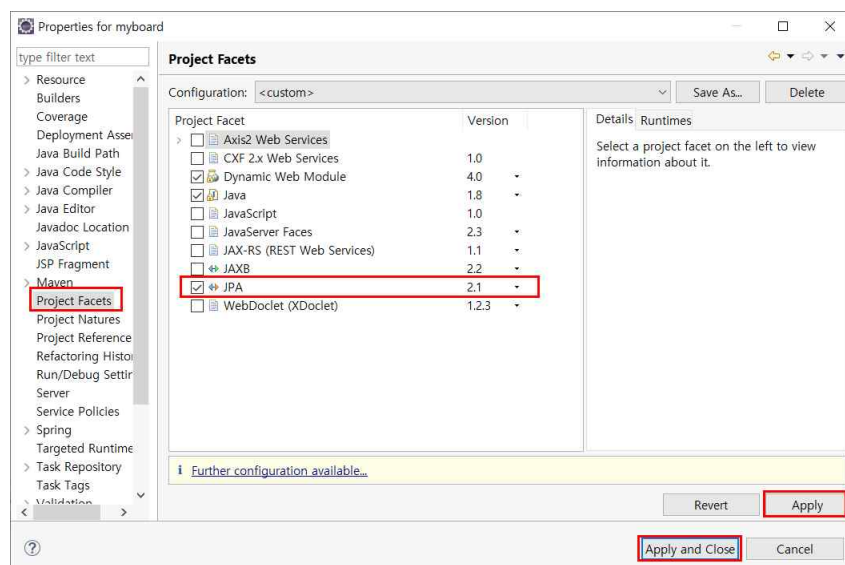 Properties for myboard
type filter text
Resource
Builders
Coverage
Deployment Asse
Java Build Path
Java Code Style
Java Compiler
Java Editor
Javadoc Location
JavaScript
JSP Fragment
Maven
Project Facets
Project Natures
Project Reference
Refactoring Histo
Run/Debug Settir
Server
Service Policies
Spring
Targeted Runtime
Task Repository
Task Tags
Validation
Project Facets
Configuration: <custom> Save As... Delete
Project Facet Version
Axis2 Web Services
CXF 2.x Web Services 1.0
Dynamic Web Module 4.0
Java 1.8
JavaScript 1.0
JavaServer Faces 2.3
JAX-RS (REST Web Services) 1.1
JAXB 2.2
JPA 2.1
WebDoclet (XDoclet) 1.2.3
Details Runtimes
Select a project facet on the left to view
information about it.
i Further configuration available...
Revert Apply
? Apply and Close Cancel